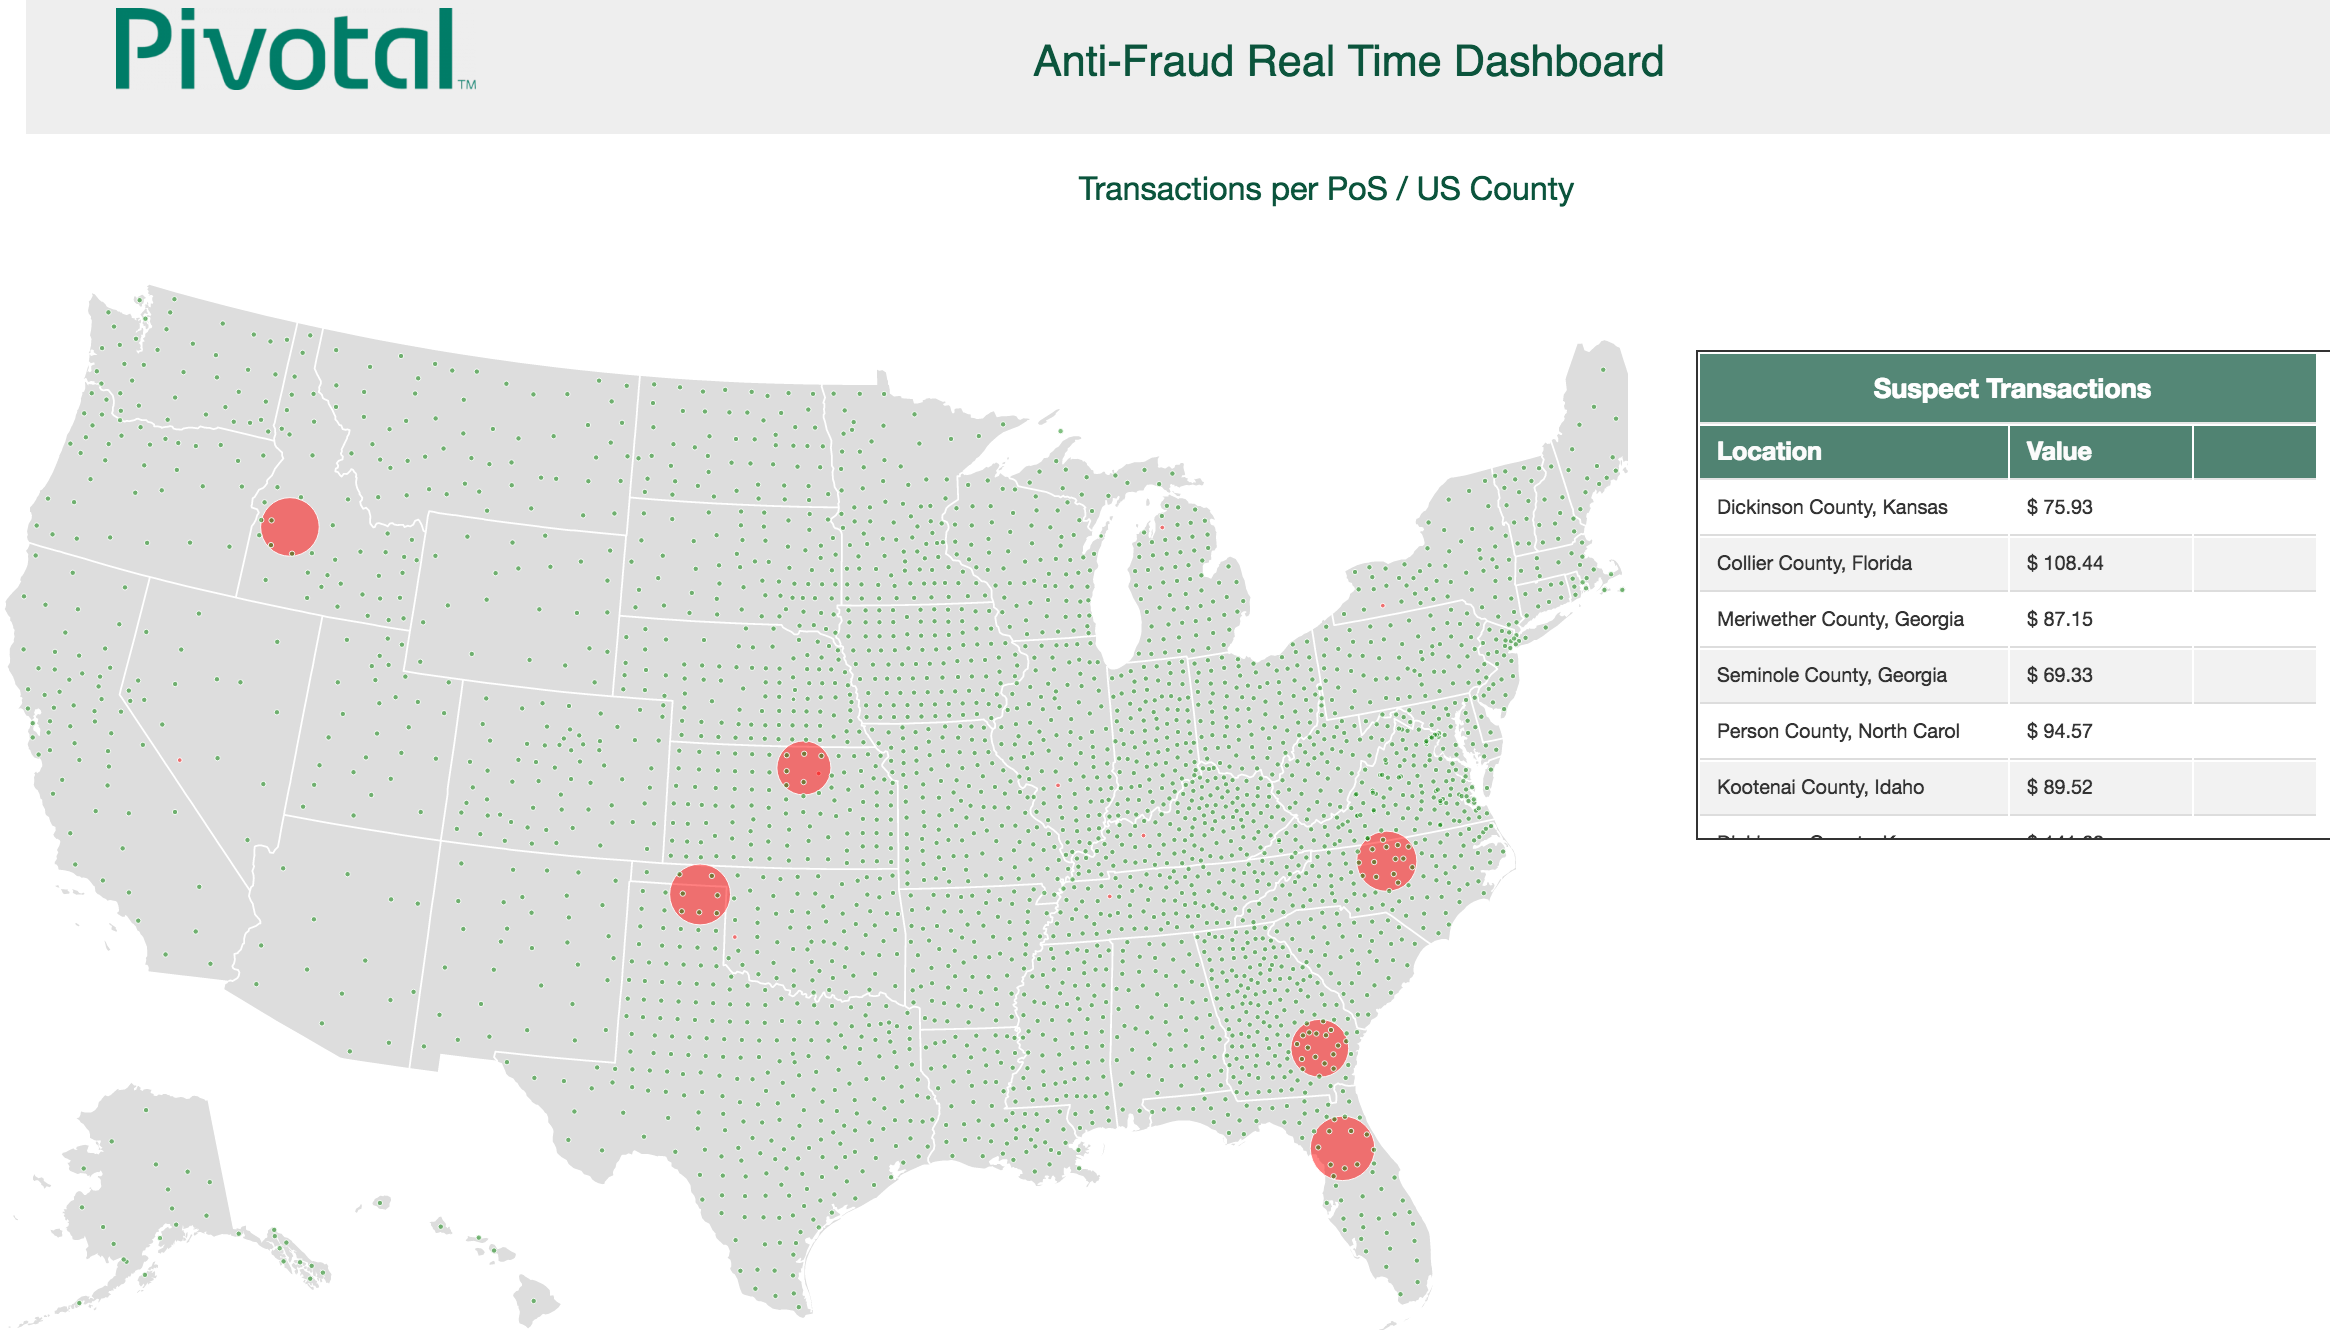 Pivotal™
Anti-Fraud Real Time Dashboard
Transactions per PoS / US County
Suspect Transactions
Location Value
Dickinson County, Kansas $ 75.93
Collier County, Florida $ 108.44
Meriwether County, Georgia $ 87.15
Seminole County, Georgia $ 69.33
Person County, North Carol $ 94.57
Kootenai County, Idaho $ 89.52